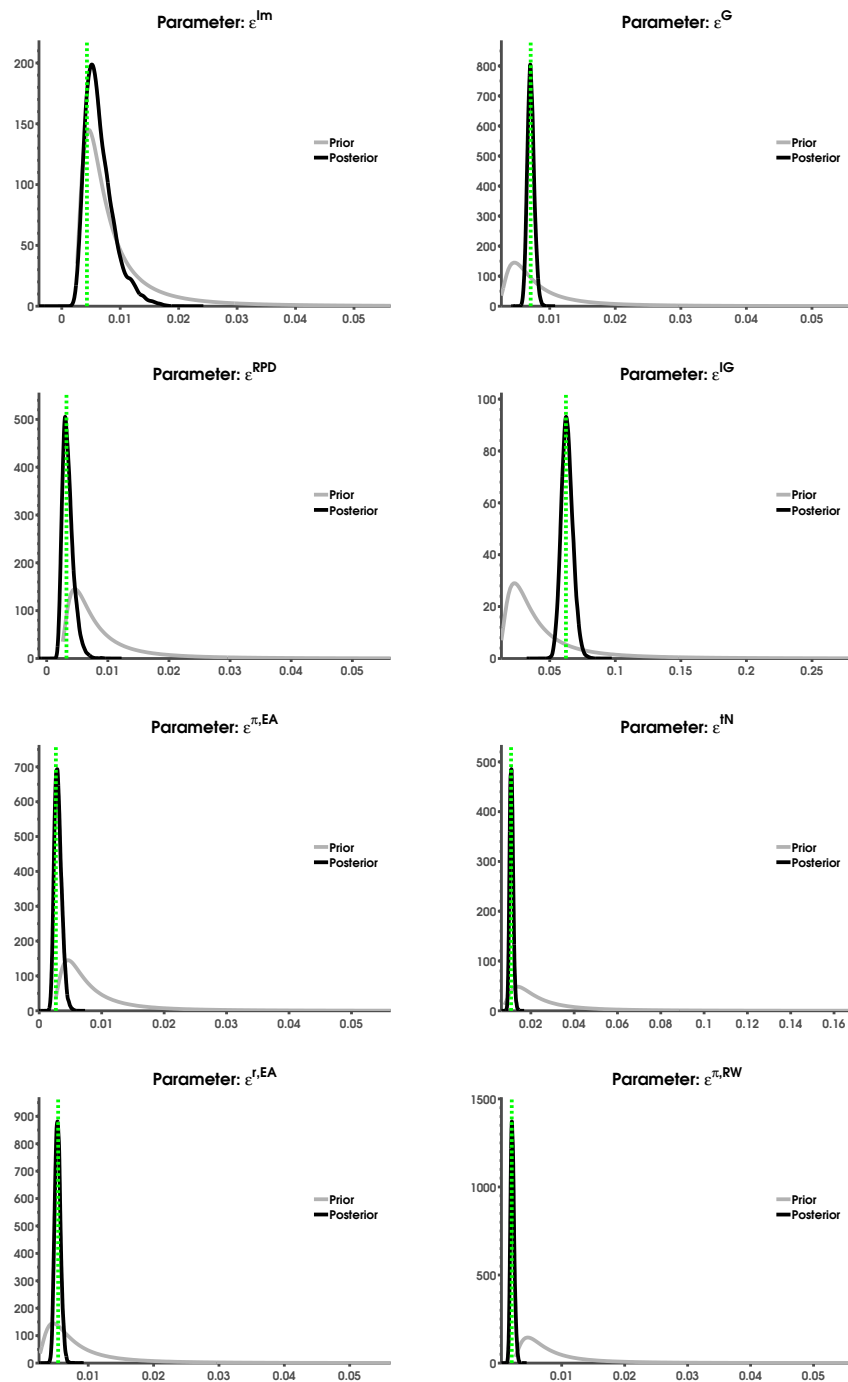 Parameter: ε^Im
200
150
100
50
0
0 0.01 0.02 0.03 0.04 0.05
Prior
Posterior
Parameter: ε^G
800
700
600
500
400
300
200
100
0
0.01 0.02 0.03 0.04 0.05
Prior
Posterior
Parameter: ε^RPD
500
400
300
200
100
0
0 0.01 0.02 0.03 0.04 0.05
Prior
Posterior
Parameter: ε^IG
100
80
60
40
20
0
0.05 0.1 0.15 0.2 0.25
Prior
Posterior
Parameter: ε^π,EA
700
600
500
400
300
200
100
0
0 0.01 0.02 0.03 0.04 0.05
Prior
Posterior
Parameter: ε^tN
500
400
300
200
100
0
0.02 0.04 0.06 0.08 0.1 0.12 0.14 0.16
Prior
Posterior
Parameter: ε^r,EA
900
800
700
600
500
400
300
200
100
0
0.01 0.02 0.03 0.04 0.05
Prior
Posterior
Parameter: ε^π,RW
1500
1000
500
0
0.01 0.02 0.03 0.04 0.05
Prior
Posterior